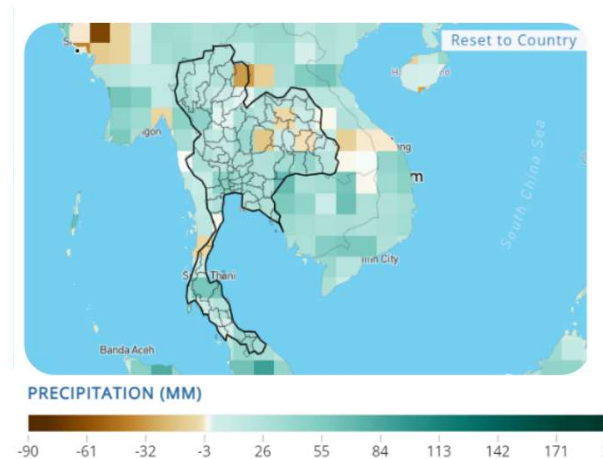 Reset to Country
South China Sea
Thani
Banda Aceh
PRECIPITATION (MM)
-90 -61 -32 -3 26 55 84 113 142 171